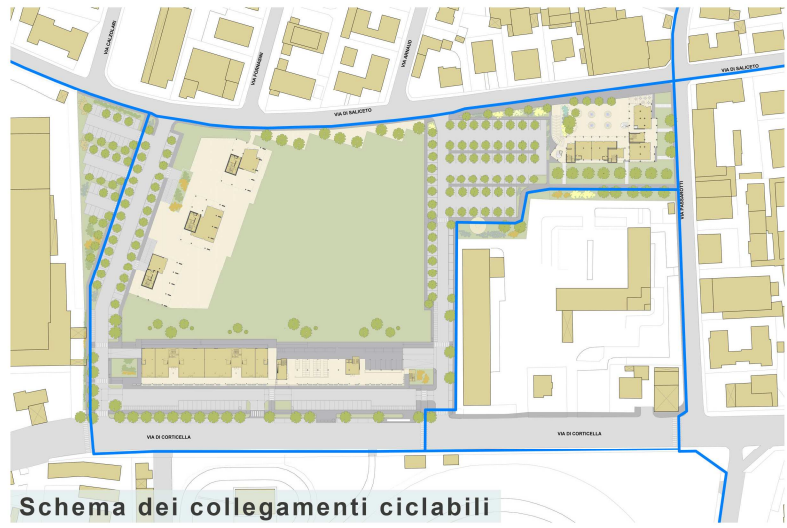 VIA CALZOLARI
VIA FORNASINI
VIA ARNAUD
VIA DI SALICETO
VIA DI SALICETO
VIA PASSAROTTI
VIA DI CORTICELLA
VIA DI CORTICELLA
Schema dei collegamenti ciclabili